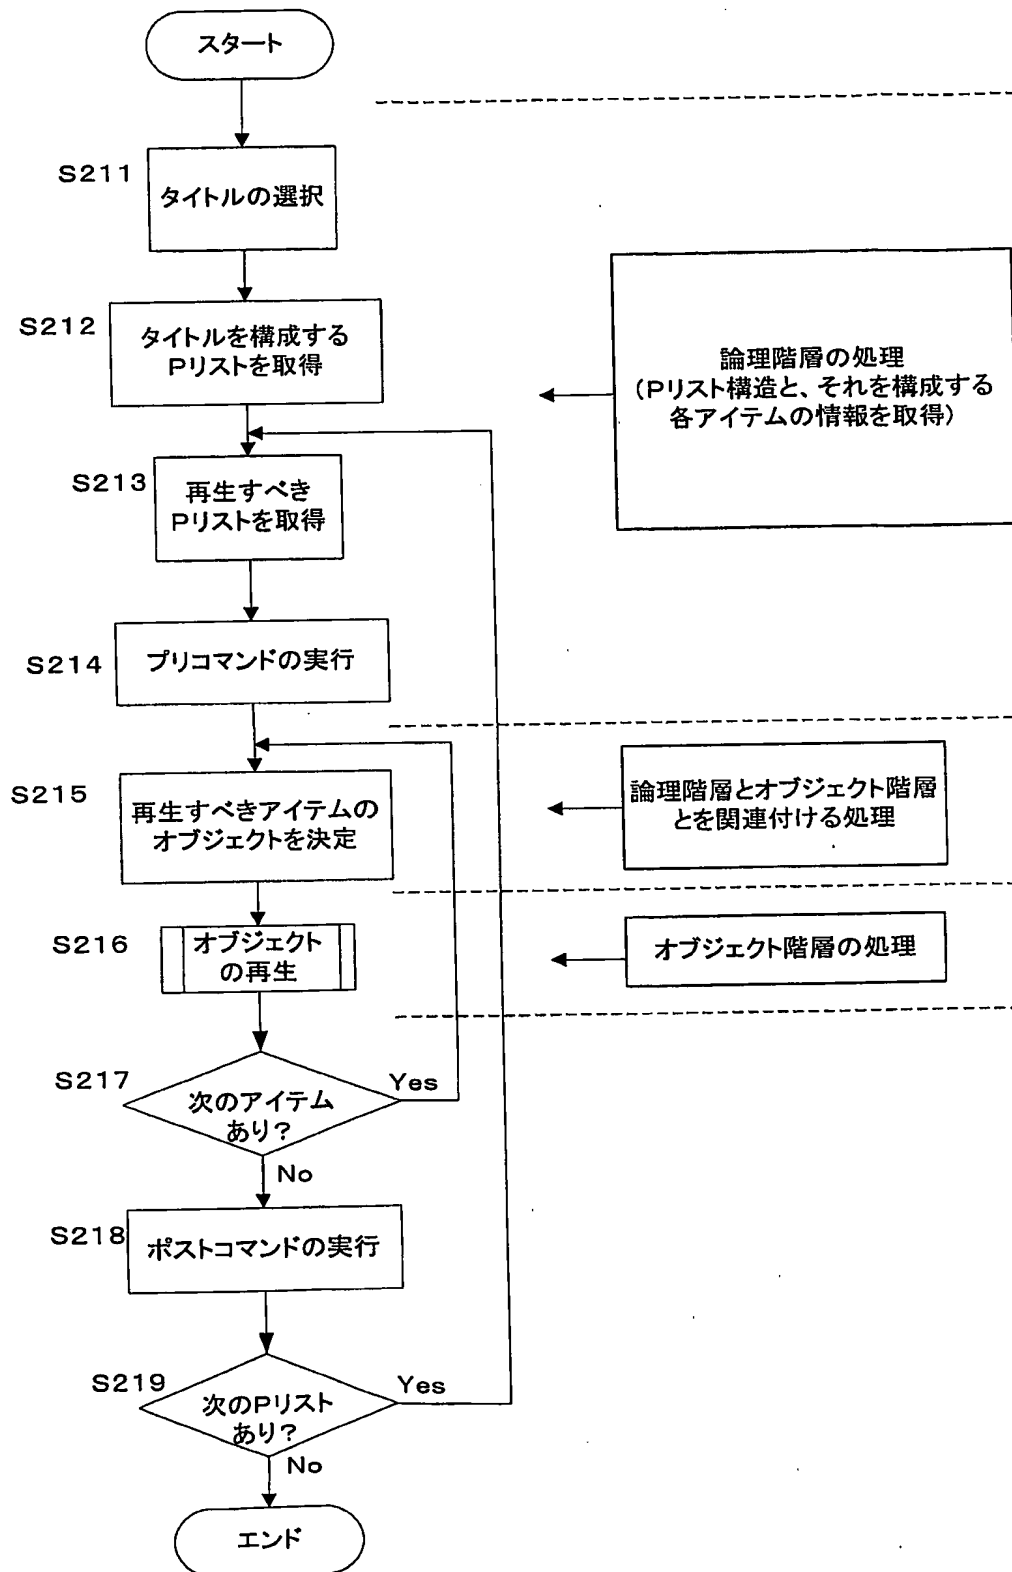 スタート
S211
タイトルの選択
S212
タイトルを構成する
Pリストを取得
論理階層の処理
(Pリスト構造と、それを構成する
各アイテムの情報を取得)
S213
再生すべき
Pリストを取得
S214
プリコマンドの実行
S215
再生すべきアイテムの
オブジェクトを決定
論理階層とオブジェクト階層
とを関連付ける処理
S216
オブジェクト
の再生
オブジェクト階層の処理
S217
次のアイテム
あり?
Yes
No
S218
ポストコマンドの実行
S219
次のPリスト
あり?
Yes
No
エンド